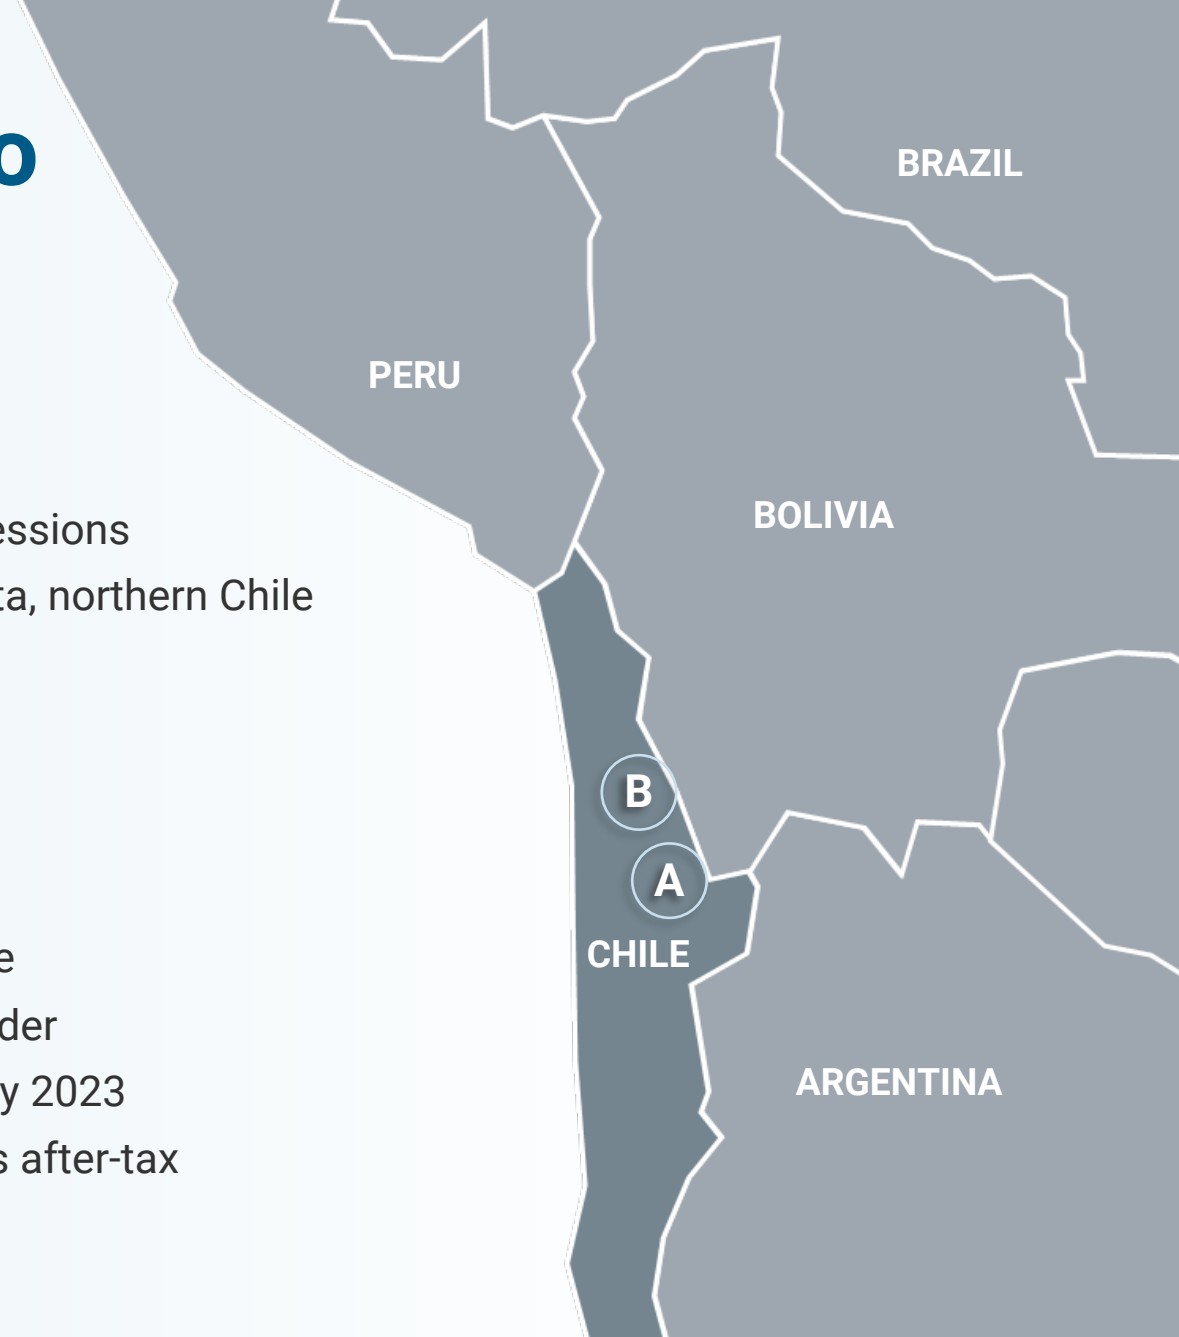 o
essions
ta, northern Chile
e
der
y 2023
s after-tax
BRAZIL
PERU
BOLIVIA
B
A
CHILE
ARGENTINA